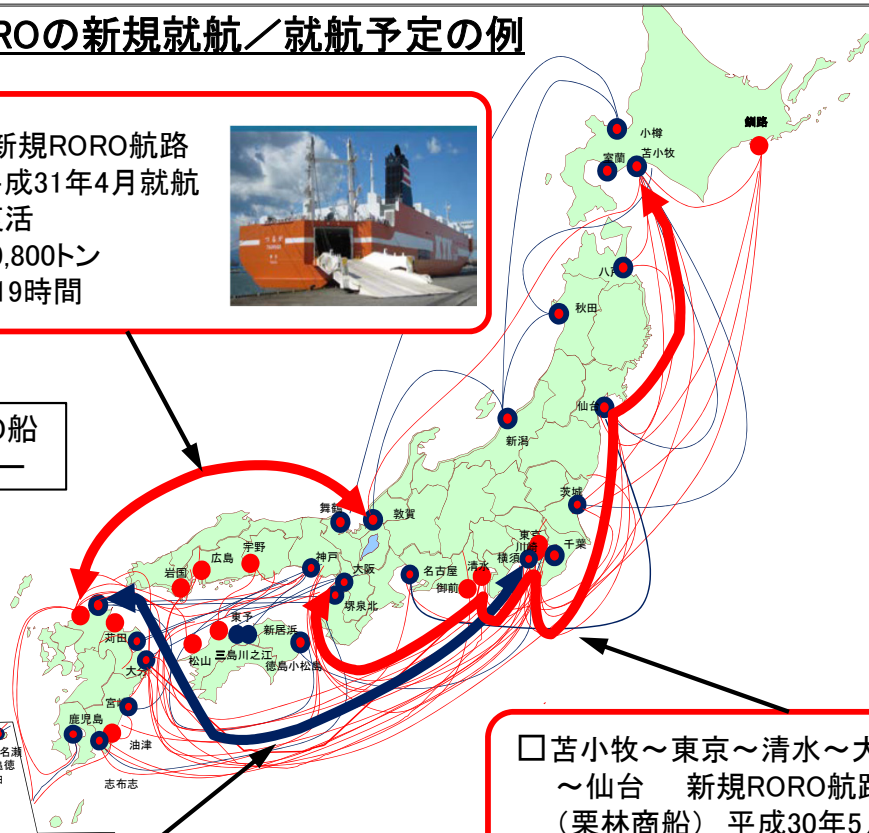 ROの新規就航／就航予定の例
新規RORO航路
平成31年4月就航
復活
,800トン
19時間
船
小樽
釧路
室蘭
苫小牧
八戸
秋田
仙台
新潟
茨城
舞鶴
敦賀
東京
川崎
千葉
横須
宇野
広島
神戸
名古屋
清水
岩国
大阪
御前
堺泉北
東予
新居浜
苅田
三島川之江
徳島小松島
松山
大分
宮崎
鹿児島
油津
名瀬
亀徳
志布志
□苫小牧～東京～清水～大
～仙台　新規RORO航路
（栗林商船）平成30年5月